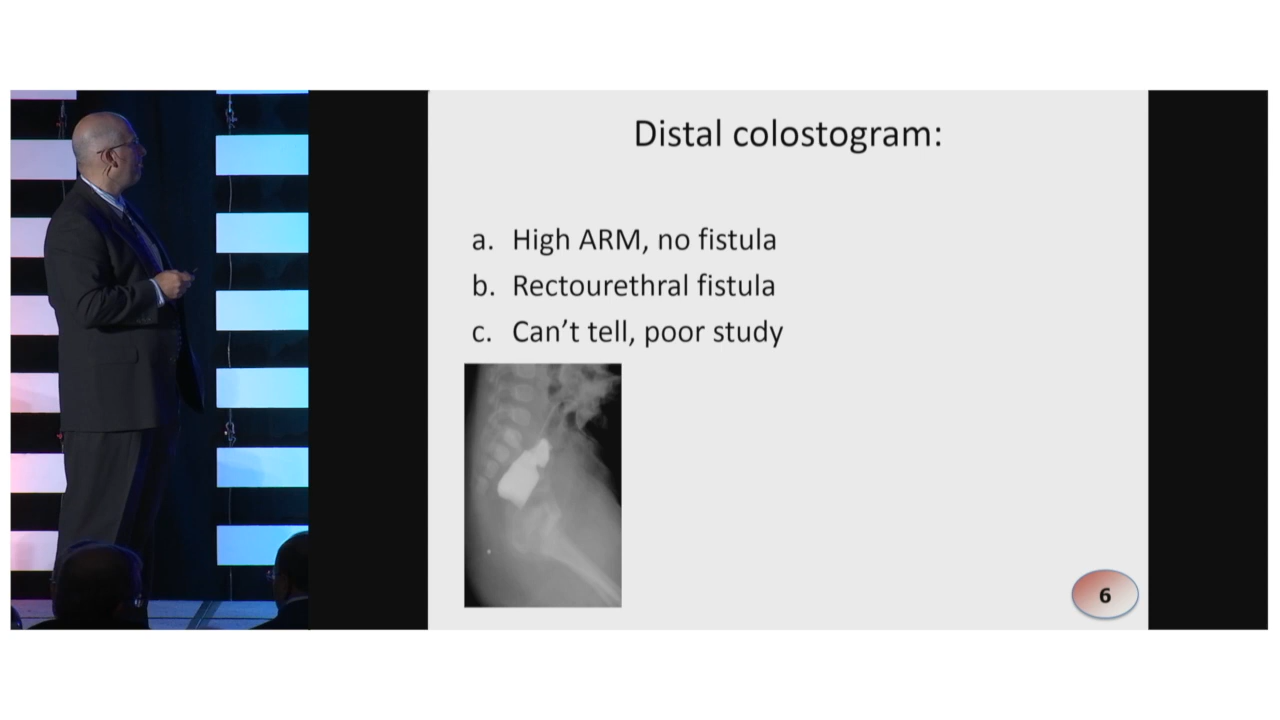 Distal colostogram:
a. High ARM, no fistula
b. Rectourethral fistula
c. Can't tell, poor study
6